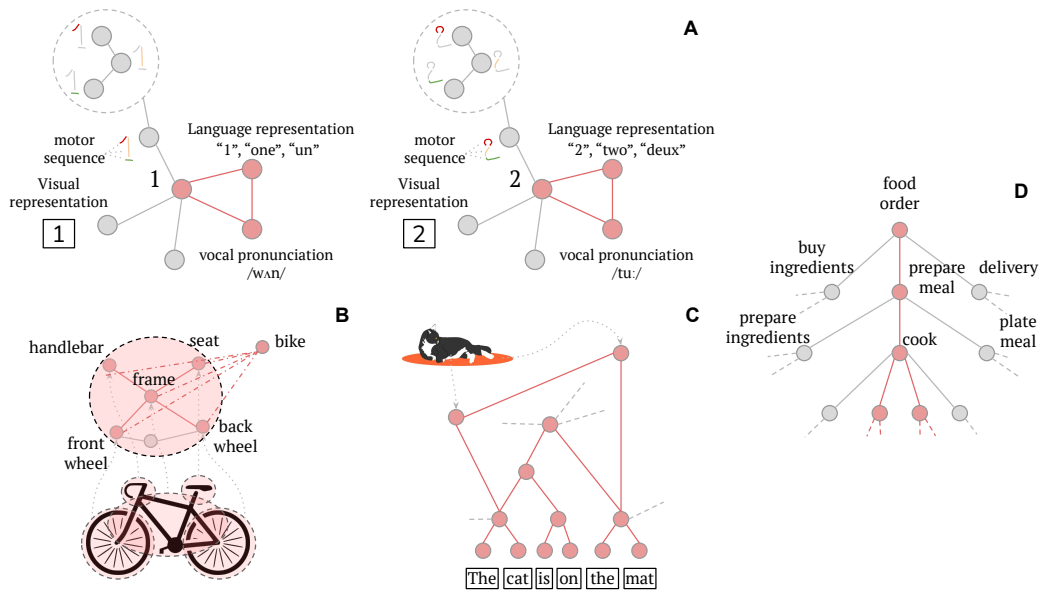 A
Language representation
“1”, “one”, “un”
motor
sequence
1
Visual
representation
1
vocal pronunciation
/wʌn/
Language representation
“2”, “two”, “deux”
motor
sequence
2
Visual
representation
2
vocal pronunciation
/tuː/
B
handlebar
seat
bike
frame
front
wheel
back
wheel
C
The cat is on the mat
D
food
order
buy
ingredients
prepare
meal
delivery
prepare
ingredients
cook
plate
meal